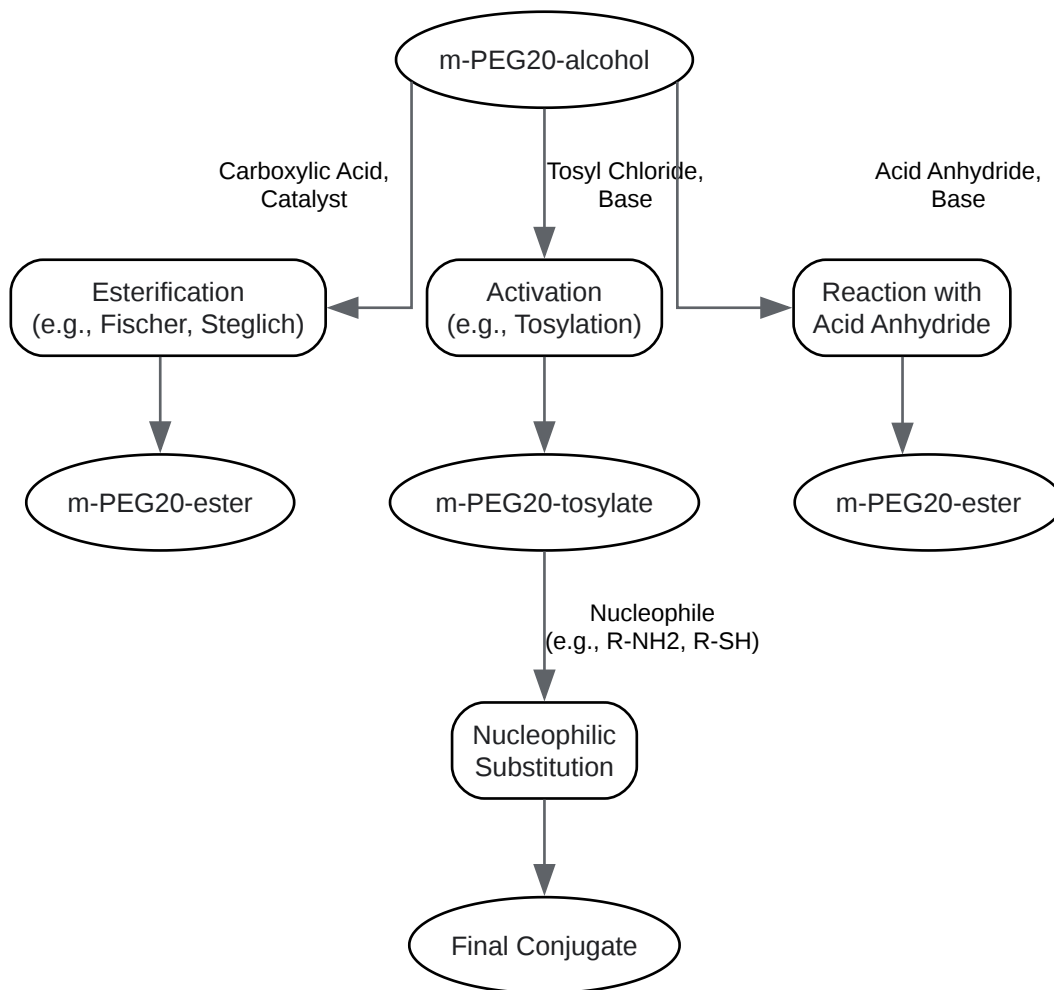 m-PEG20-alcohol
Carboxylic Acid,
Catalyst
Tosyl Chloride,
Base
Acid Anhydride,
Base
Esterification
(e.g., Fischer, Steglich)
Activation
(e.g., Tosylation)
Reaction with
Acid Anhydride
m-PEG20-ester
m-PEG20-tosylate
m-PEG20-ester
Nucleophile
(e.g., R-NH2, R-SH)
Nucleophilic
Substitution
Final Conjugate